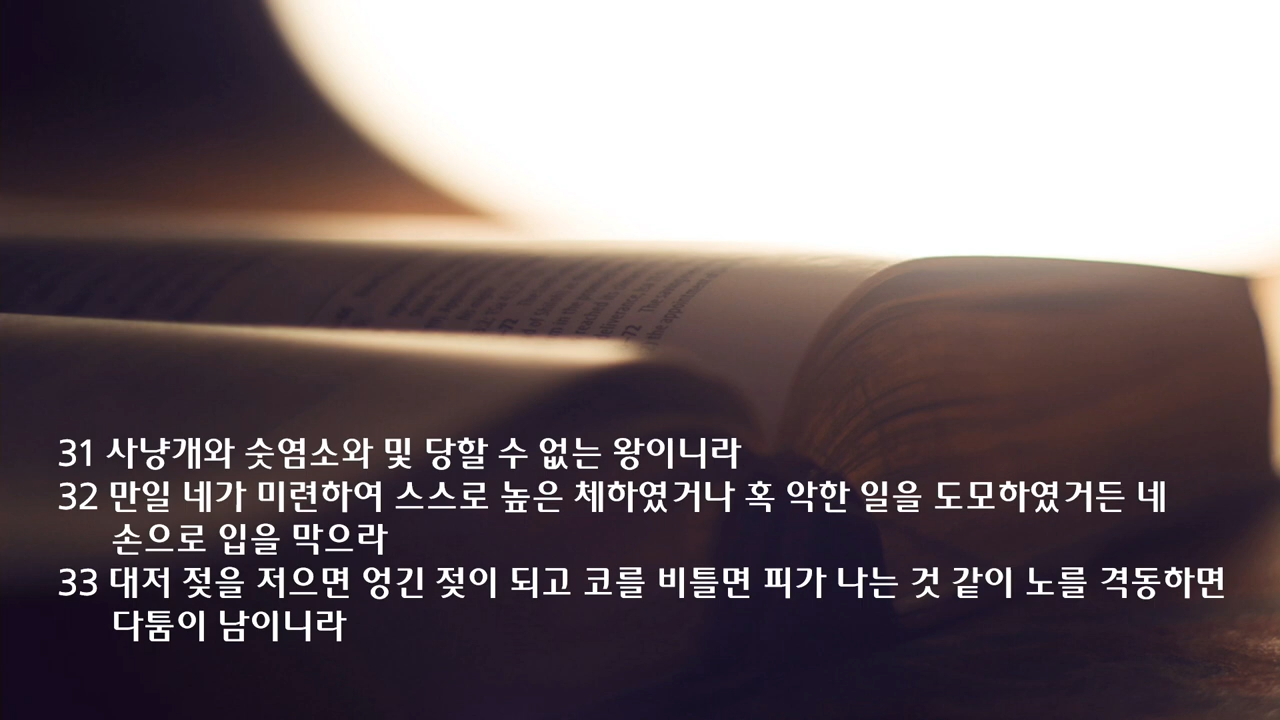 31 사냥개와 숫염소와 및 당할 수 없는 왕이니라
32 만일 네가 미련하여 스스로 높은 체하였거나 혹 악한 일을 도모하였거든 네
손으로 입을 막으라
33 대저 젖을 저으면 엉긴 젖이 되고 코를 비틀면 피가 나는 것 같이 노를 격동하면
다툼이 남이니라